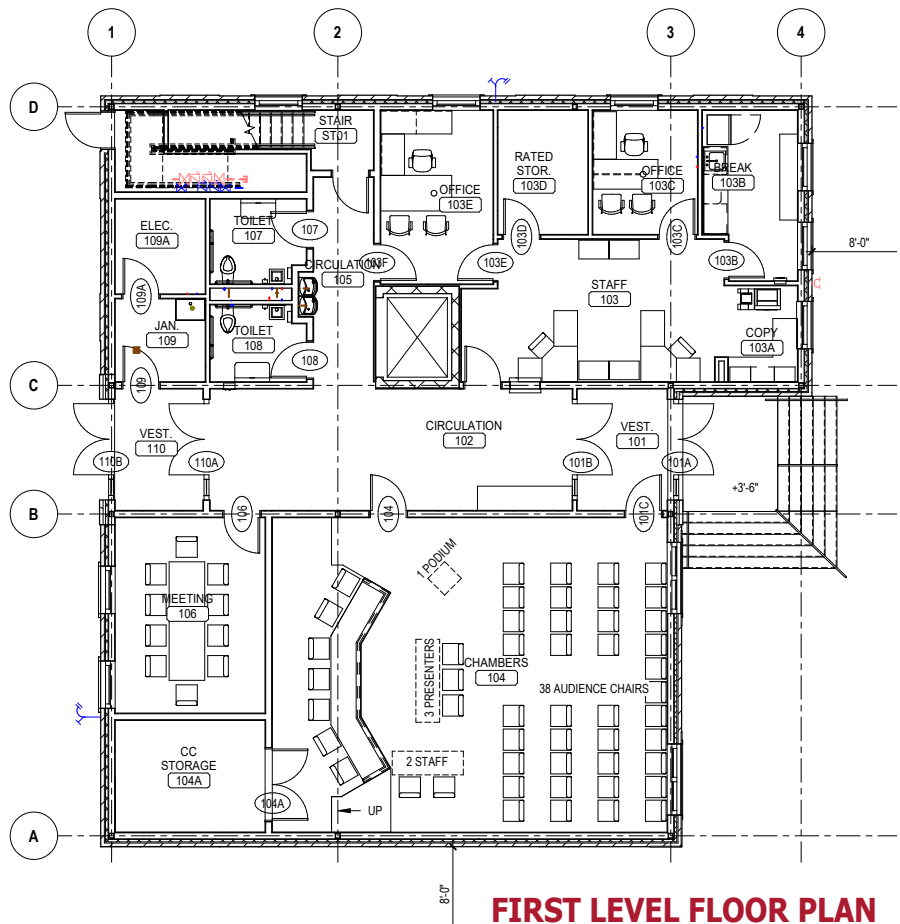 1
2
3
4
D
STAIR
ST01
RATED
STOR.
103D
OFFICE
103E
OFFICE
103C
BREAK
103B
ELEC.
109A
TOILET
107
107
CIRCULATION
105
103F
103E
103D
103C
103B
8'-0"
109A
STAFF
103
JAN.
109
TOILET
108
108
COPY
103A
109
C
VEST.
110
CIRCULATION
102
VEST.
101
110B
110A
101B
101A
+3'-6"
B
106
104
101C
1 PODIUM
MEETING
106
3 PRESENTERS
CHAMBERS
104
38 AUDIENCE CHAIRS
CC
STORAGE
104A
2 STAFF
104A
UP
A
8'-0"
FIRST LEVEL FLOOR PLAN